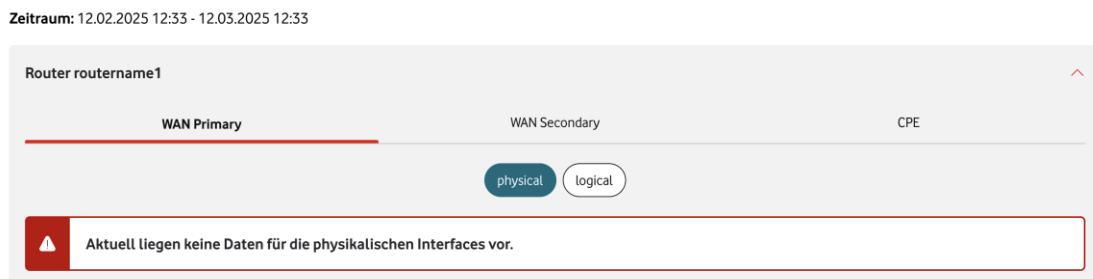 Zeitraum: 12.02.2025 12:33 - 12.03.2025 12:33
Router routername1
WAN Primary WAN Secondary CPE
physical logical
Aktuell liegen keine Daten für die physikalischen Interfaces vor.